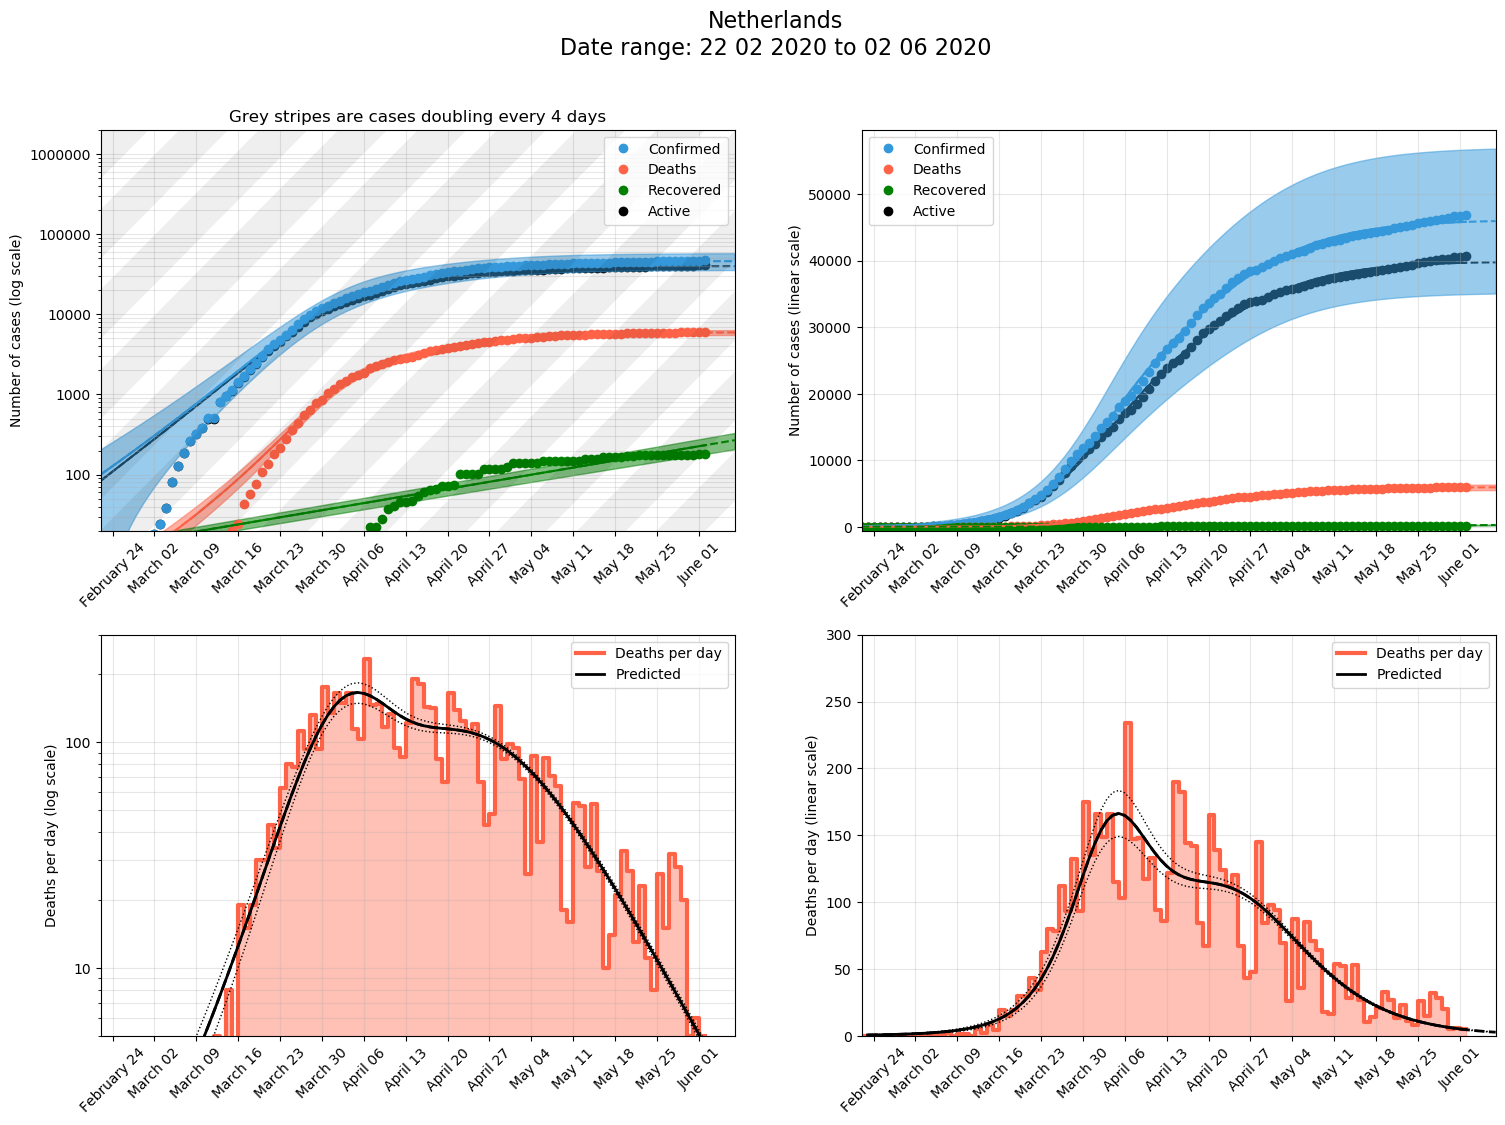 Netherlands
Date range: 22 02 2020 to 02 06 2020
Grey stripes are cases doubling every 4 days
Number of cases (log scale)
1000000
100000
10000
1000
100
Confirmed
Deaths
Recovered
Active
February 24
March 02
March 09
March 16
March 23
March 30
April 06
April 13
April 20
April 27
May 04
May 11
May 18
May 25
June 01
Number of cases (linear scale)
50000
40000
30000
20000
10000
0
Confirmed
Deaths
Recovered
Active
February 24
March 02
March 09
March 16
March 23
March 30
April 06
April 13
April 20
April 27
May 04
May 11
May 18
May 25
June 01
Deaths per day (log scale)
100
10
Deaths per day
Predicted
February 24
March 02
March 09
March 16
March 23
March 30
April 06
April 13
April 20
April 27
May 04
May 11
May 18
May 25
June 01
Deaths per day (linear scale)
300
250
200
150
100
50
0
Deaths per day
Predicted
February 24
March 02
March 09
March 16
March 23
March 30
April 06
April 13
April 20
April 27
May 04
May 11
May 18
May 25
June 01